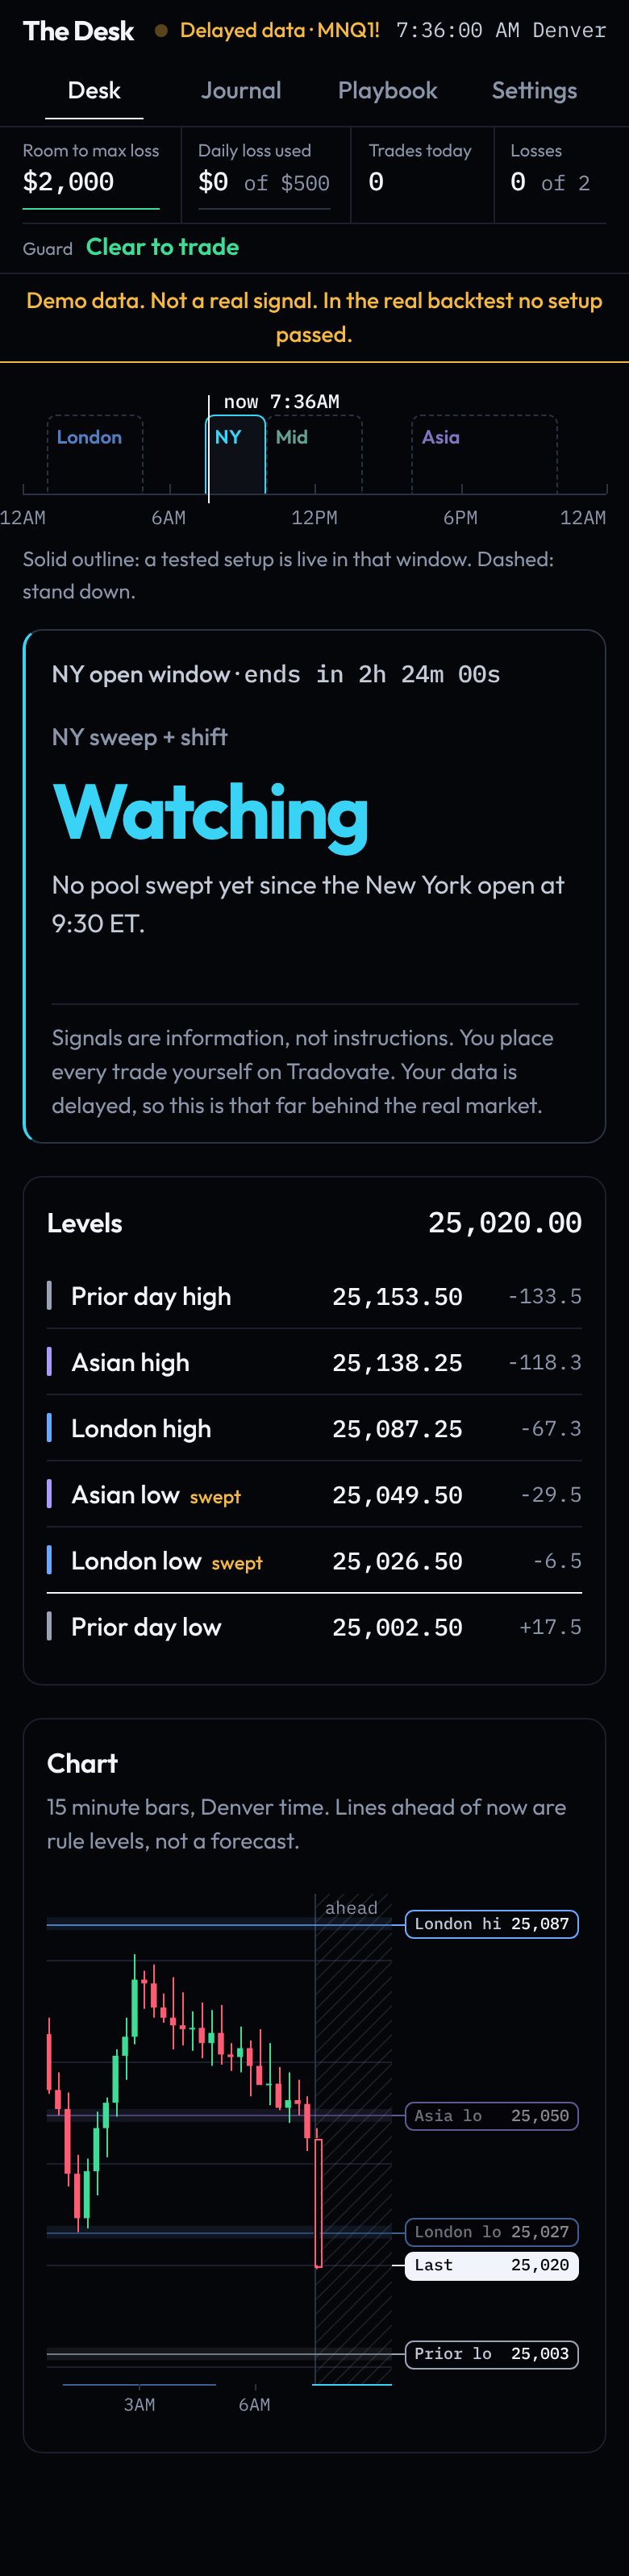 The Desk
Delayed data · MNQ1!
7:36:00 AM Denver
Desk
Journal
Playbook
Settings
Room to max loss
$2,000
Daily loss used
$0 of $500
Trades today
0
Losses
0 of 2
Guard Clear to trade
Demo data. Not a real signal. In the real backtest no setup
passed.
now 7:36AM
London
NY
Mid
Asia
12AM
6AM
12PM
6PM
12AM
Solid outline: a tested setup is live in that window. Dashed:
stand down.
NY open window · ends in 2h 24m 00s
NY sweep + shift
Watching
No pool swept yet since the New York open at
9:30 ET.
Signals are information, not instructions. You place
every trade yourself on Tradovate. Your data is
delayed, so this is that far behind the real market.
Levels 25,020.00
Prior day high 25,153.50 -133.5
Asian high 25,138.25 -118.3
London high 25,087.25 -67.3
Asian low swept 25,049.50 -29.5
London low swept 25,026.50 -6.5
Prior day low 25,002.50 +17.5
Chart
15 minute bars, Denver time. Lines ahead of now are
rule levels, not a forecast.
ahead
London hi 25,087
Asia lo 25,050
London lo 25,027
Last 25,020
Prior lo 25,003
3AM
6AM